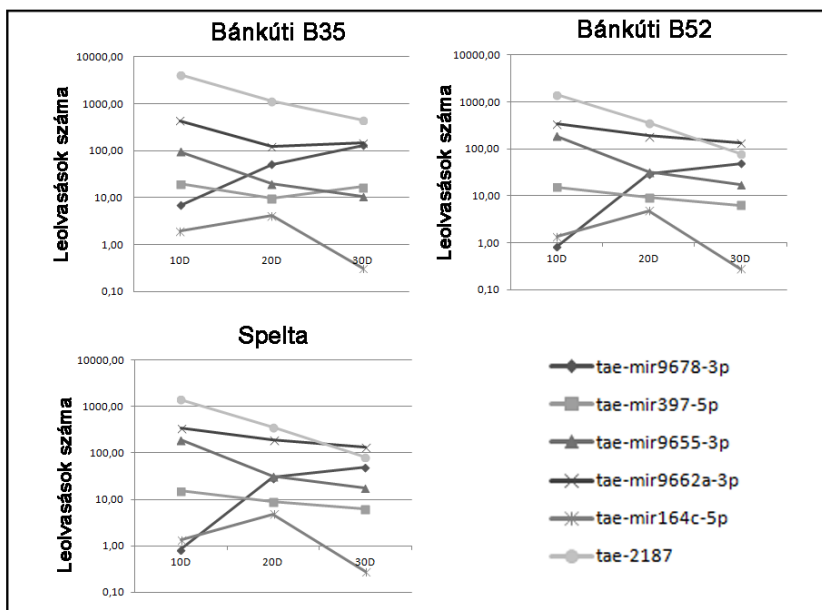 Bánkúti B35
Leolvasások száma
10000,00
1000,00
100,00
10,00
1,00
0,10
10D 20D 30D
Bánkúti B52
Leolvasások száma
10000,00
1000,00
100,00
10,00
1,00
0,10
10D 20D 30D
Spelta
Leolvasások száma
10000,00
1000,00
100,00
10,00
1,00
0,10
10D 20D 30D
tae-mir9678-3p
tae-mir397-5p
tae-mir9655-3p
tae-mir9662a-3p
tae-mir164c-5p
tae-2187